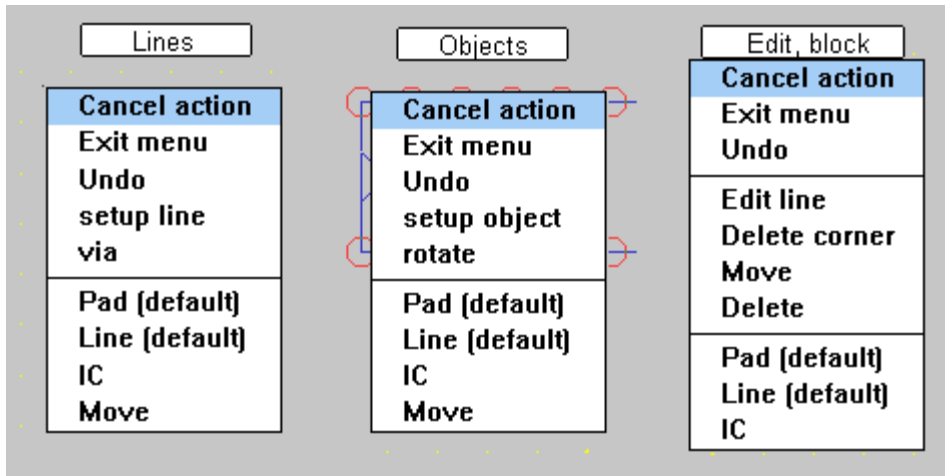 Lines
Cancel action
Exit menu
Undo
setup line
via
Pad (default)
Line (default)
IC
Move
Objects
Cancel action
Exit menu
Undo
setup object
rotate
Pad (default)
Line (default)
IC
Move
Edit, block
Cancel action
Exit menu
Undo
Edit line
Delete corner
Move
Delete
Pad (default)
Line (default)
IC